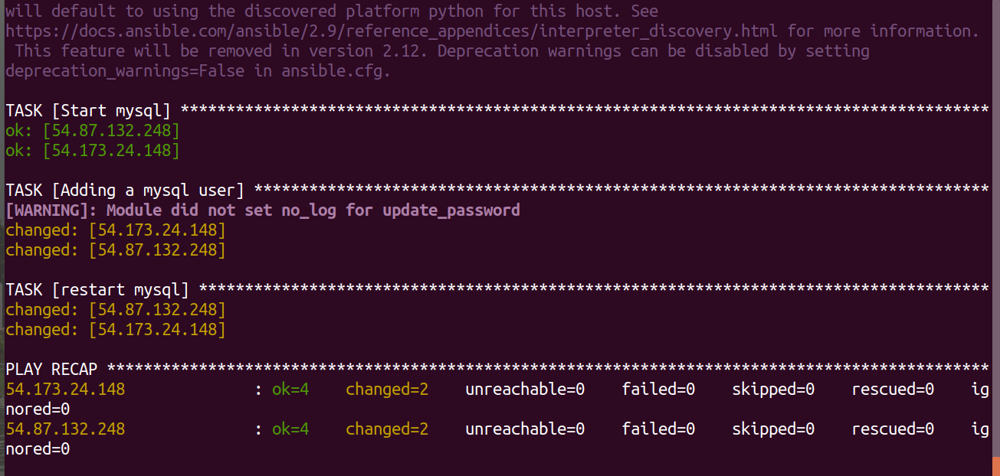 will default to using the discovered platform python for this host. See
https://docs.ansible.com/ansible/2.9/reference_appendices/interpreter_discovery.html for more information.
 This feature will be removed in version 2.12. Deprecation warnings can be disabled by setting
deprecation_warnings=False in ansible.cfg.

TASK [Start mysql] ****************************************************************************************
ok: [54.87.132.248]
ok: [54.173.24.148]

TASK [Adding a mysql user] ********************************************************************************
[WARNING]: Module did not set no_log for update_password
changed: [54.173.24.148]
changed: [54.87.132.248]

TASK [restart mysql] **************************************************************************************
changed: [54.87.132.248]
changed: [54.173.24.148]

PLAY RECAP ************************************************************************************************
54.173.24.148              : ok=4    changed=2    unreachable=0    failed=0    skipped=0    rescued=0    ig
nored=0
54.87.132.248              : ok=4    changed=2    unreachable=0    failed=0    skipped=0    rescued=0    ig
nored=0